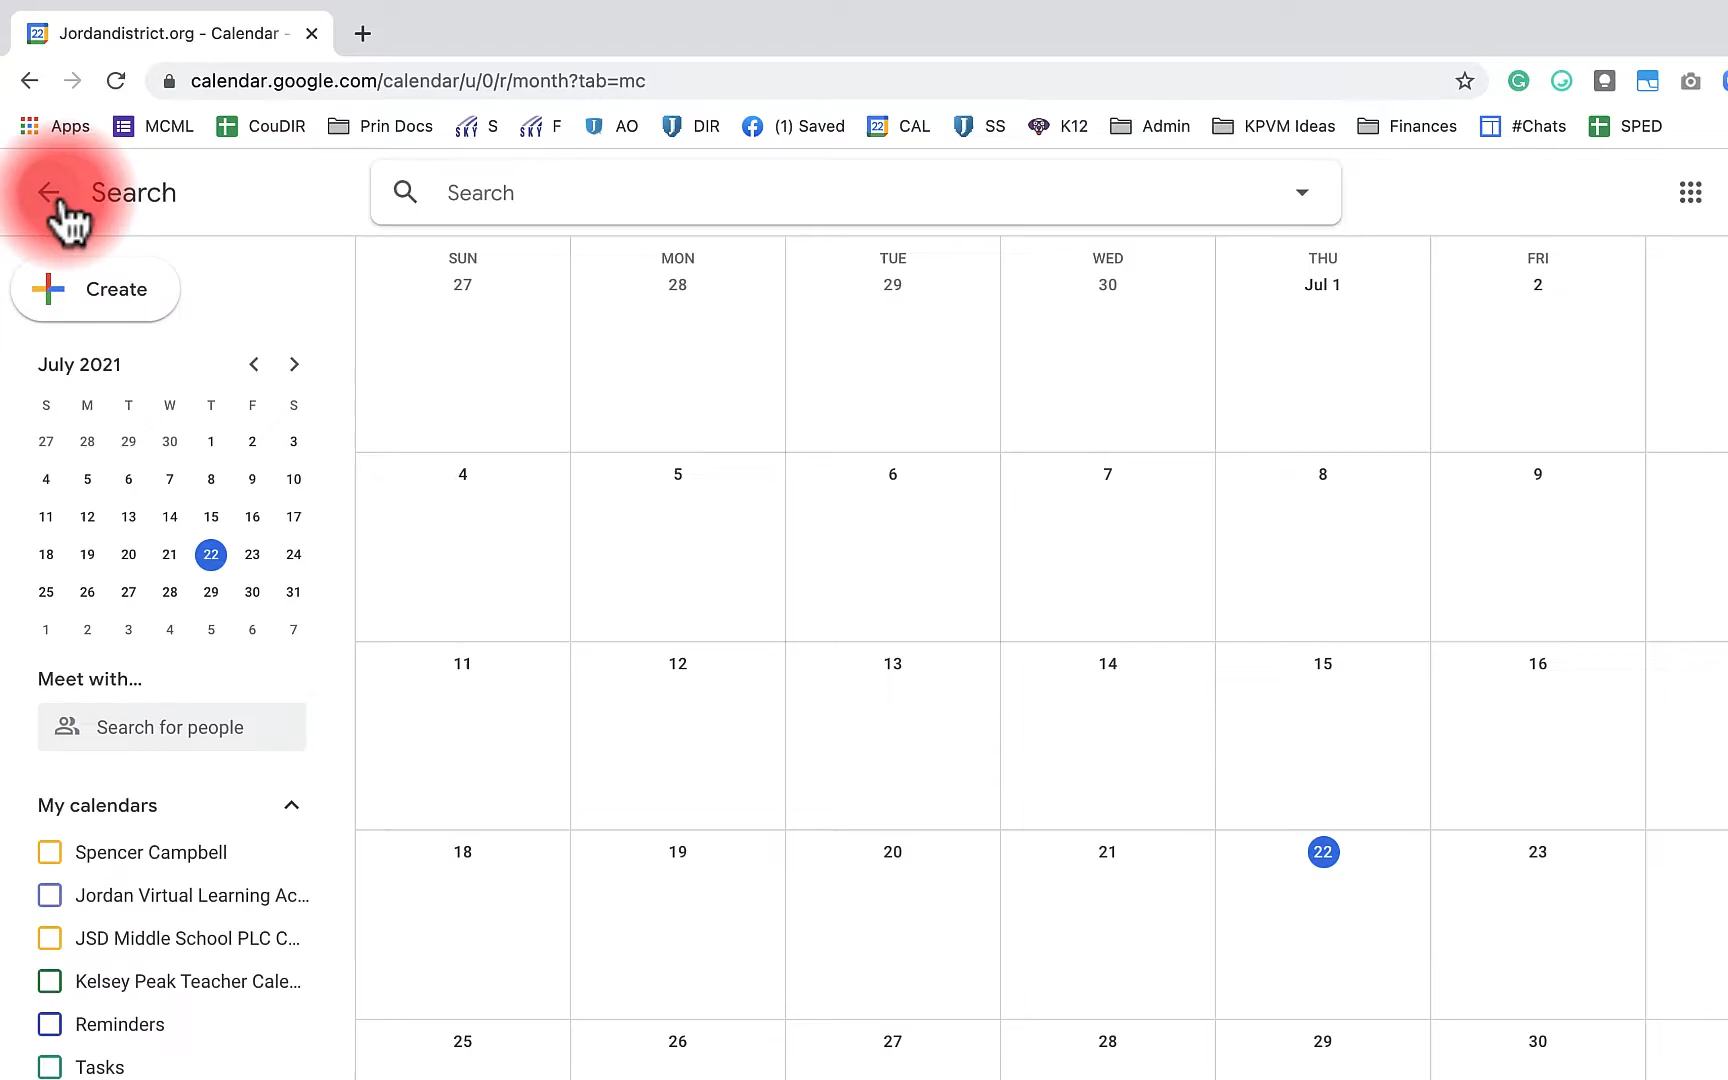 22 Jordandistrict.org - Calendar -
calendar.google.com/calendar/u/0/r/month?tab=mc
Apps MCML CouDIR Prin Docs SKY S SKY F AO DIR (1) Saved 22 CAL SS K12 Admin KPVM Ideas Finances #Chats SPED
Search
Search
Create
July 2021
S M T W T F S
27 28 29 30 1 2 3
4 5 6 7 8 9 10
11 12 13 14 15 16 17
18 19 20 21 22 23 24
25 26 27 28 29 30 31
1 2 3 4 5 6 7
Meet with...
Search for people
My calendars
Spencer Campbell
Jordan Virtual Learning Ac...
JSD Middle School PLC C...
Kelsey Peak Teacher Cale...
Reminders
Tasks
SUN MON TUE WED THU FRI
27 28 29 30 Jul 1 2
4 5 6 7 8 9
11 12 13 14 15 16
18 19 20 21 22 23
25 26 27 28 29 30